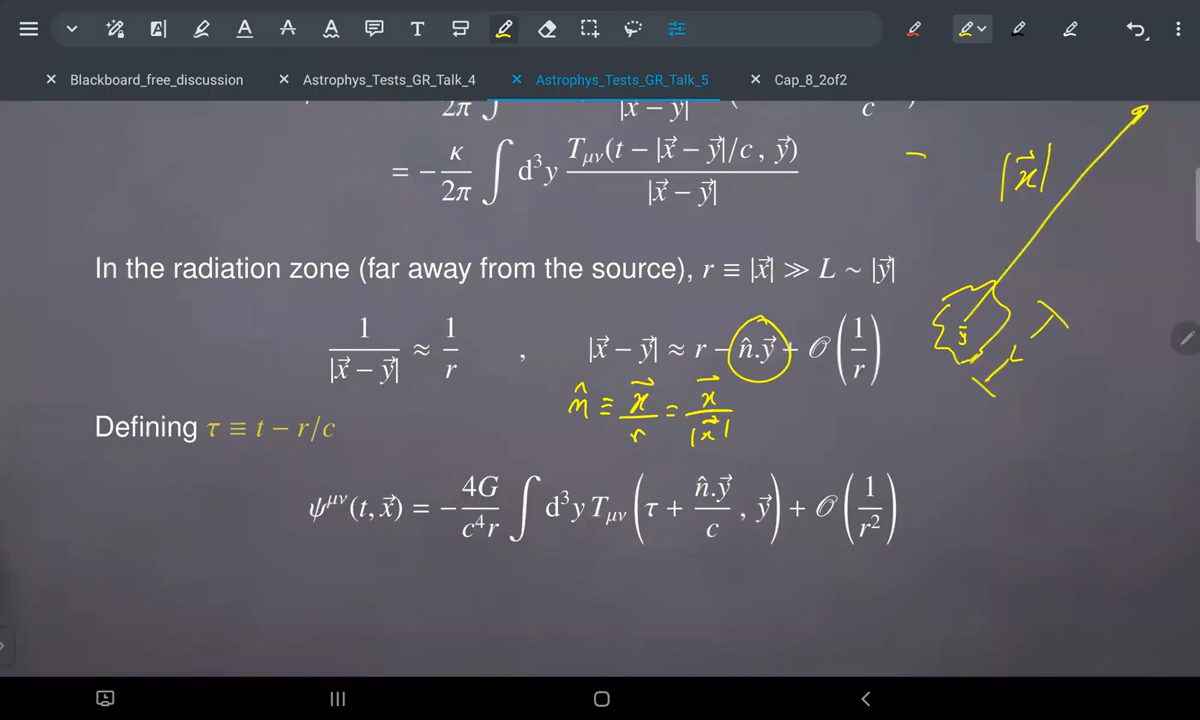 Blackboard_free_discussion Astrophys_Tests_GR_Talk_4 Astrophys_Tests_GR_Talk_5 Cap_8_2of2
2π ∫ |x⃗ − y⃗| ( c )
= − κ/2π ∫ d³y T_μν(t − |x⃗ − y⃗|/c , y⃗) / |x⃗ − y⃗|
|x⃗|
In the radiation zone (far away from the source), r ≡ |x⃗| ≫ L ∼ |y⃗|
y⃗
L
1/|x⃗ − y⃗| ≈ 1/r , |x⃗ − y⃗| ≈ r − n̂.y⃗ + 𝒪(1/r)
n̂ ≡ x⃗/r = x⃗/|x⃗|
Defining τ ≡ t − r/c
ψ^μν(t, x⃗) = − 4G/c⁴r ∫ d³y T_μν(τ + n̂.y⃗/c , y⃗) + 𝒪(1/r²)